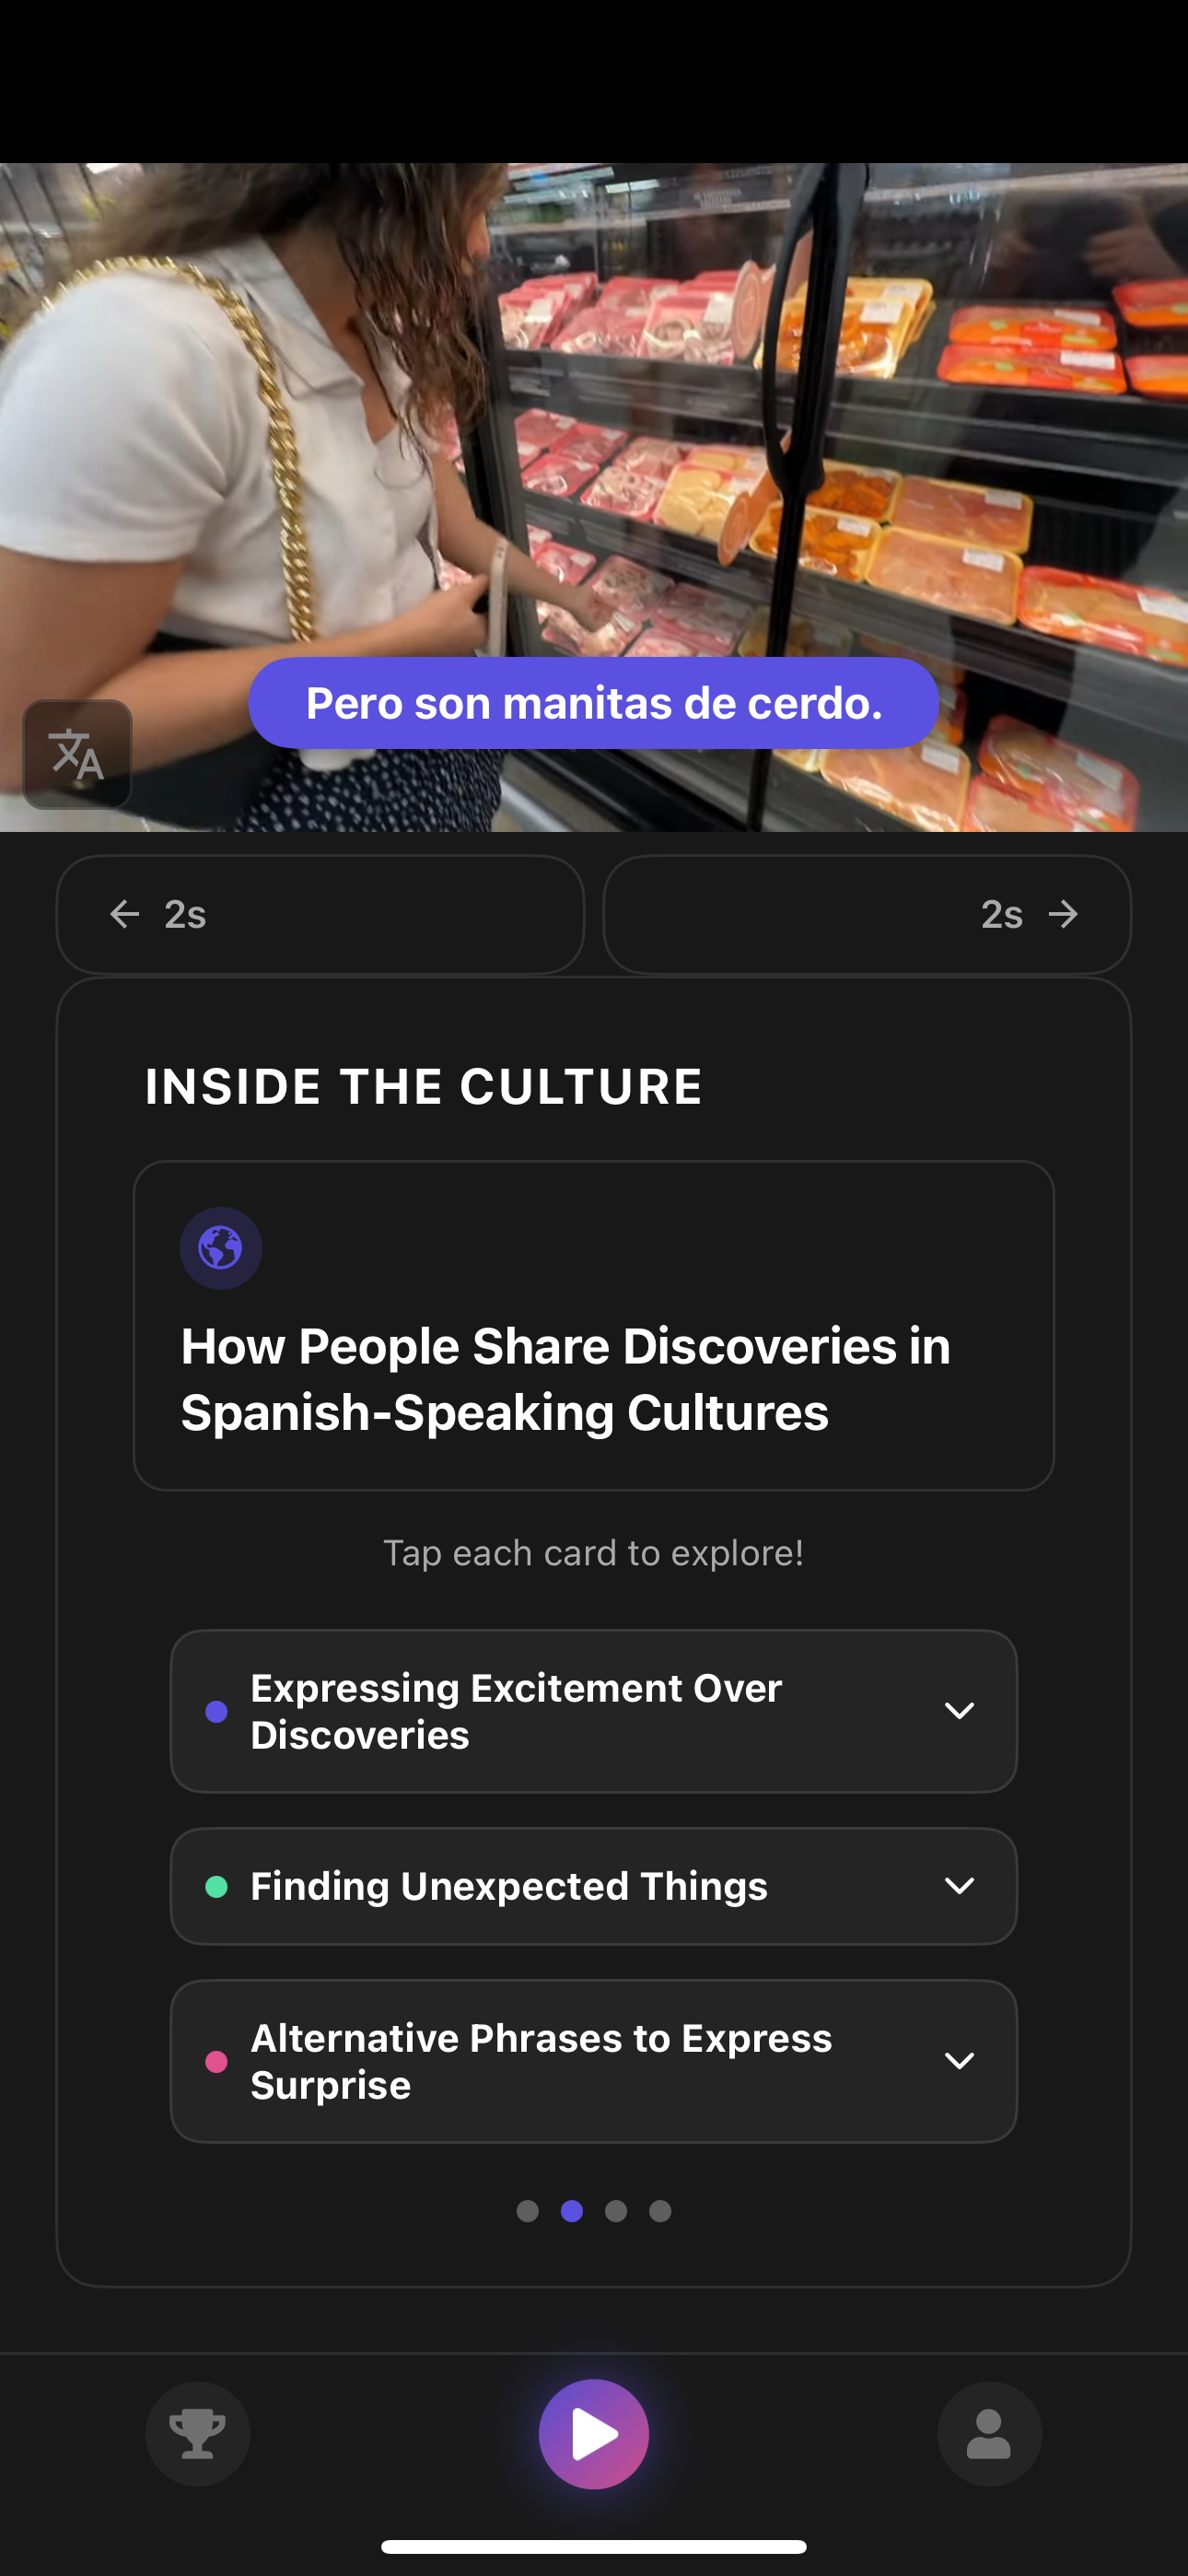 Pero son manitas de cerdo.
2s
2s
INSIDE THE CULTURE
How People Share Discoveries in
Spanish-Speaking Cultures
Tap each card to explore!
Expressing Excitement Over
Discoveries
Finding Unexpected Things
Alternative Phrases to Express
Surprise